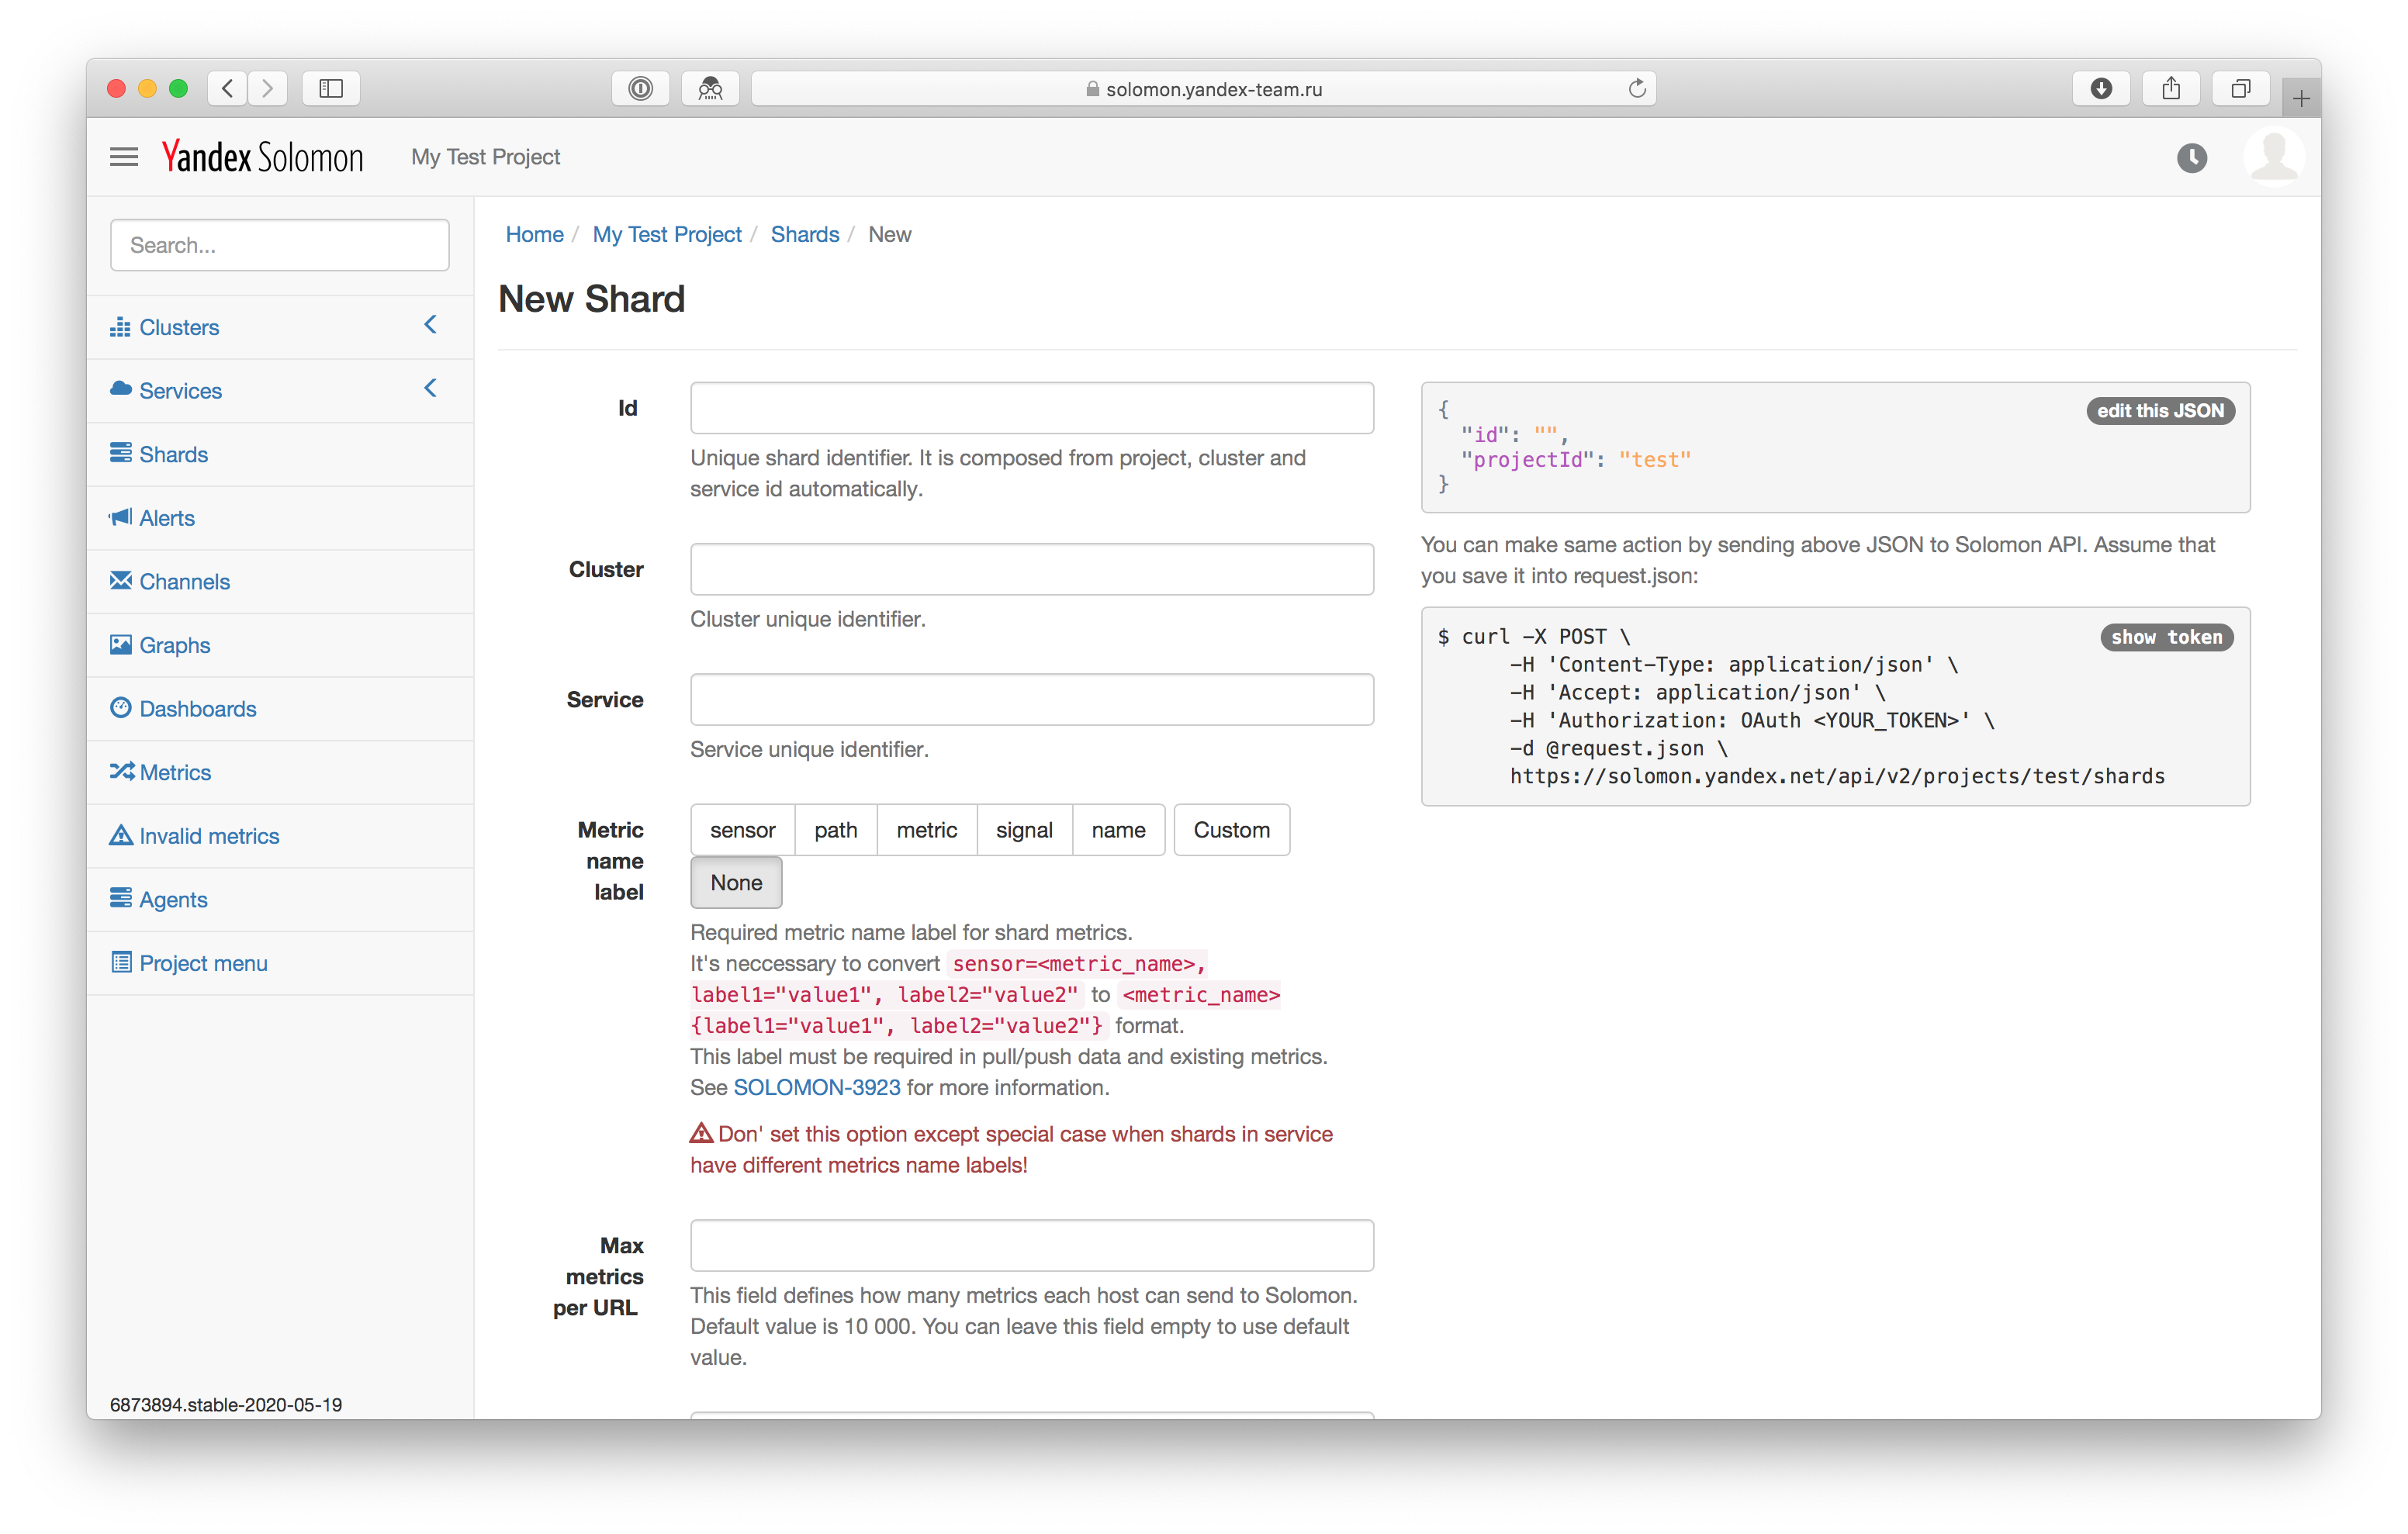 solomon.yandex-team.ru
Yandex Solomon
My Test Project
Search...
Clusters
Services
Shards
Alerts
Channels
Graphs
Dashboards
Metrics
Invalid metrics
Agents
Project menu
6873894.stable-2020-05-19
Home / My Test Project / Shards / New
New Shard
Id
Unique shard identifier. It is composed from project, cluster and
service id automatically.
Cluster
Cluster unique identifier.
Service
Service unique identifier.
Metric
name
label
sensor path metric signal name Custom
None
Required metric name label for shard metrics.
It's neccessary to convert sensor=<metric_name>,
label1="value1", label2="value2" to <metric_name>
{label1="value1", label2="value2"} format.
This label must be required in pull/push data and existing metrics.
See SOLOMON-3923 for more information.
Don' set this option except special case when shards in service
have different metrics name labels!
Max
metrics
per URL
This field defines how many metrics each host can send to Solomon.
Default value is 10 000. You can leave this field empty to use default
value.
{
"id": "",
"projectId": "test"
}
edit this JSON
You can make same action by sending above JSON to Solomon API. Assume that
you save it into request.json:
$ curl -X POST \
-H 'Content-Type: application/json' \
-H 'Accept: application/json' \
-H 'Authorization: OAuth <YOUR_TOKEN>' \
-d @request.json \
https://solomon.yandex.net/api/v2/projects/test/shards
show token